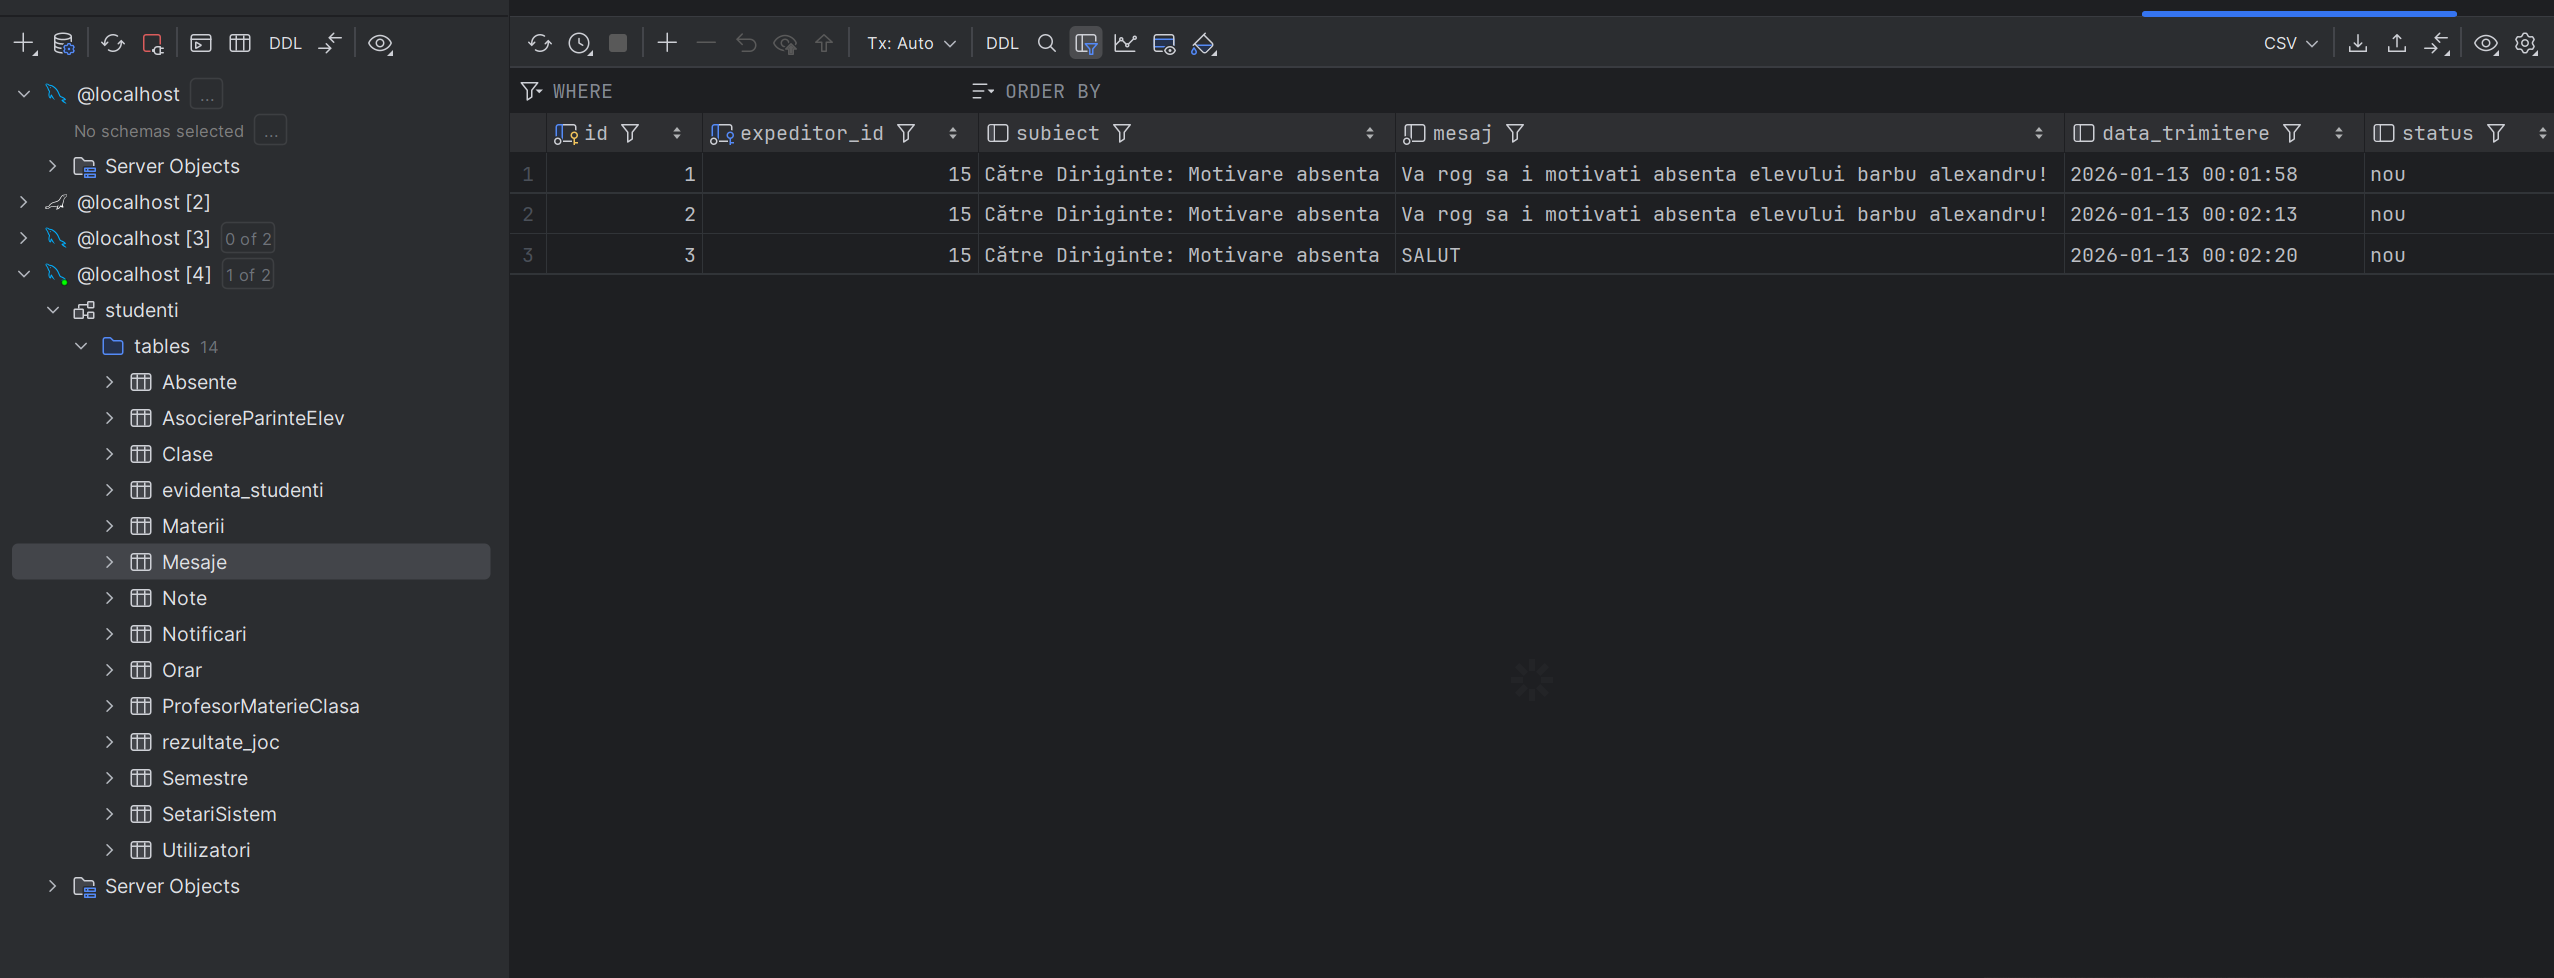 DDL
Tx: Auto
DDL
CSV
@localhost ...
No schemas selected ...
Server Objects
@localhost [2]
@localhost [3] 0 of 2
@localhost [4] 1 of 2
studenti
tables 14
Absente
AsociereParinteElev
Clase
evidenta_studenti
Materii
Mesaje
Note
Notificari
Orar
ProfesorMaterieClasa
rezultate_joc
Semestre
SetariSistem
Utilizatori
Server Objects
WHERE ORDER BY
id expeditor_id subiect mesaj data_trimitere status
1 1 15 Către Diriginte: Motivare absenta Va rog sa i motivati absenta elevului barbu alexandru! 2026-01-13 00:01:58 nou
2 2 15 Către Diriginte: Motivare absenta Va rog sa i motivati absenta elevului barbu alexandru! 2026-01-13 00:02:13 nou
3 3 15 Către Diriginte: Motivare absenta SALUT 2026-01-13 00:02:20 nou